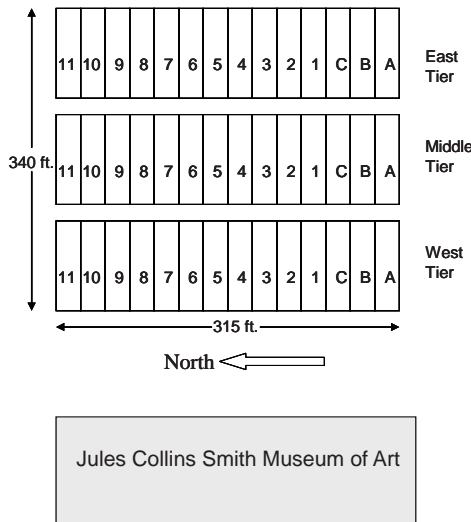 11 10 9 8 7 6 5 4 3 2 1 C B A
East
Tier
340 ft.
11 10 9 8 7 6 5 4 3 2 1 C B A
Middle
Tier
11 10 9 8 7 6 5 4 3 2 1 C B A
West
Tier
315 ft.
North
Jules Collins Smith Museum of Art